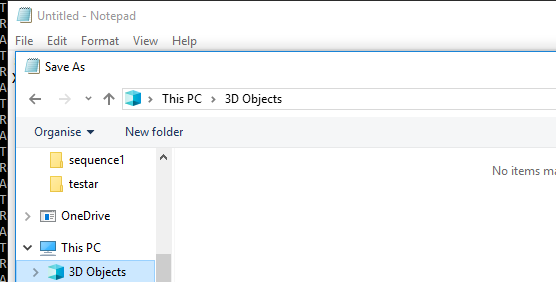 Untitled - Notepad
File Edit Format View Help
Save As
This PC 3D Objects
Organise New folder
sequence1
No items ma
testar
OneDrive
This PC
3D Objects